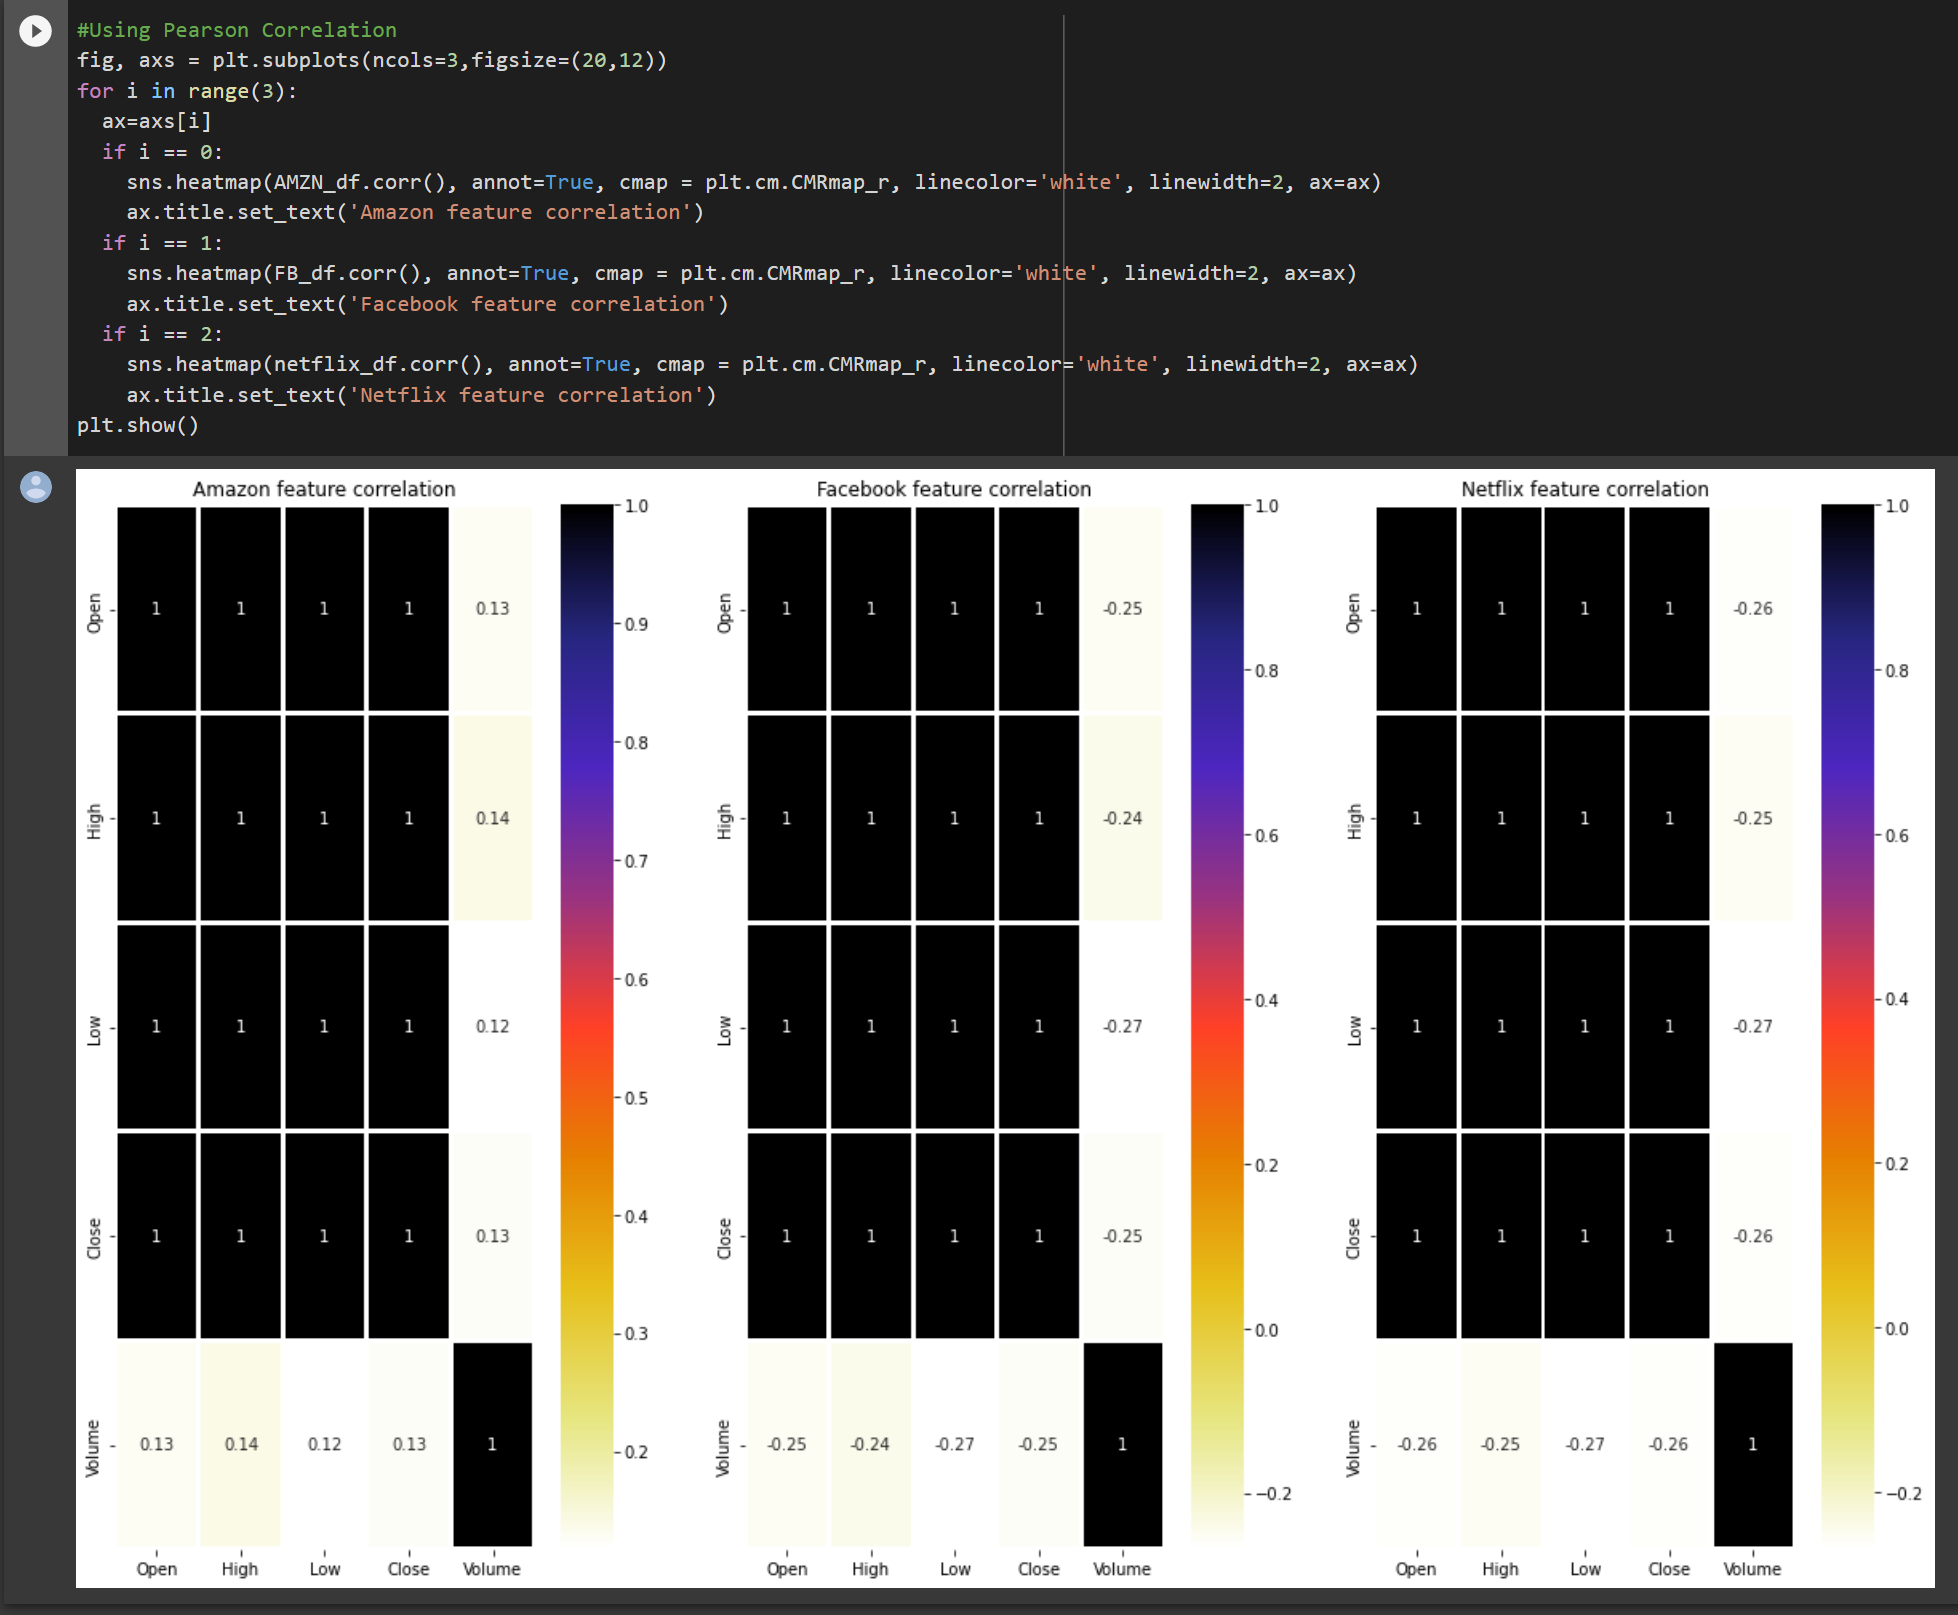 #Using Pearson Correlation
fig, axs = plt.subplots(ncols=3,figsize=(20,12))
for i in range(3):
  ax=axs[i]
  if i == 0:
    sns.heatmap(AMZN_df.corr(), annot=True, cmap = plt.cm.CMRmap_r, linecolor='white', linewidth=2, ax=ax)
    ax.title.set_text('Amazon feature correlation')
  if i == 1:
    sns.heatmap(FB_df.corr(), annot=True, cmap = plt.cm.CMRmap_r, linecolor='white', linewidth=2, ax=ax)
    ax.title.set_text('Facebook feature correlation')
  if i == 2:
    sns.heatmap(netflix_df.corr(), annot=True, cmap = plt.cm.CMRmap_r, linecolor='white', linewidth=2, ax=ax)
    ax.title.set_text('Netflix feature correlation')
plt.show()
Amazon feature correlation
Open 1 1 1 1 0.13
High 1 1 1 1 0.14
Low 1 1 1 1 0.12
Close 1 1 1 1 0.13
Volume 0.13 0.14 0.12 0.13 1
Open High Low Close Volume
1.0
0.9
0.8
0.7
0.6
0.5
0.4
0.3
0.2
Facebook feature correlation
Open 1 1 1 1 -0.25
High 1 1 1 1 -0.24
Low 1 1 1 1 -0.27
Close 1 1 1 1 -0.25
Volume -0.25 -0.24 -0.27 -0.25 1
Open High Low Close Volume
1.0
0.8
0.6
0.4
0.2
0.0
−0.2
Netflix feature correlation
Open 1 1 1 1 -0.26
High 1 1 1 1 -0.25
Low 1 1 1 1 -0.27
Close 1 1 1 1 -0.26
Volume -0.26 -0.25 -0.27 -0.26 1
Open High Low Close Volume
1.0
0.8
0.6
0.4
0.2
0.0
−0.2